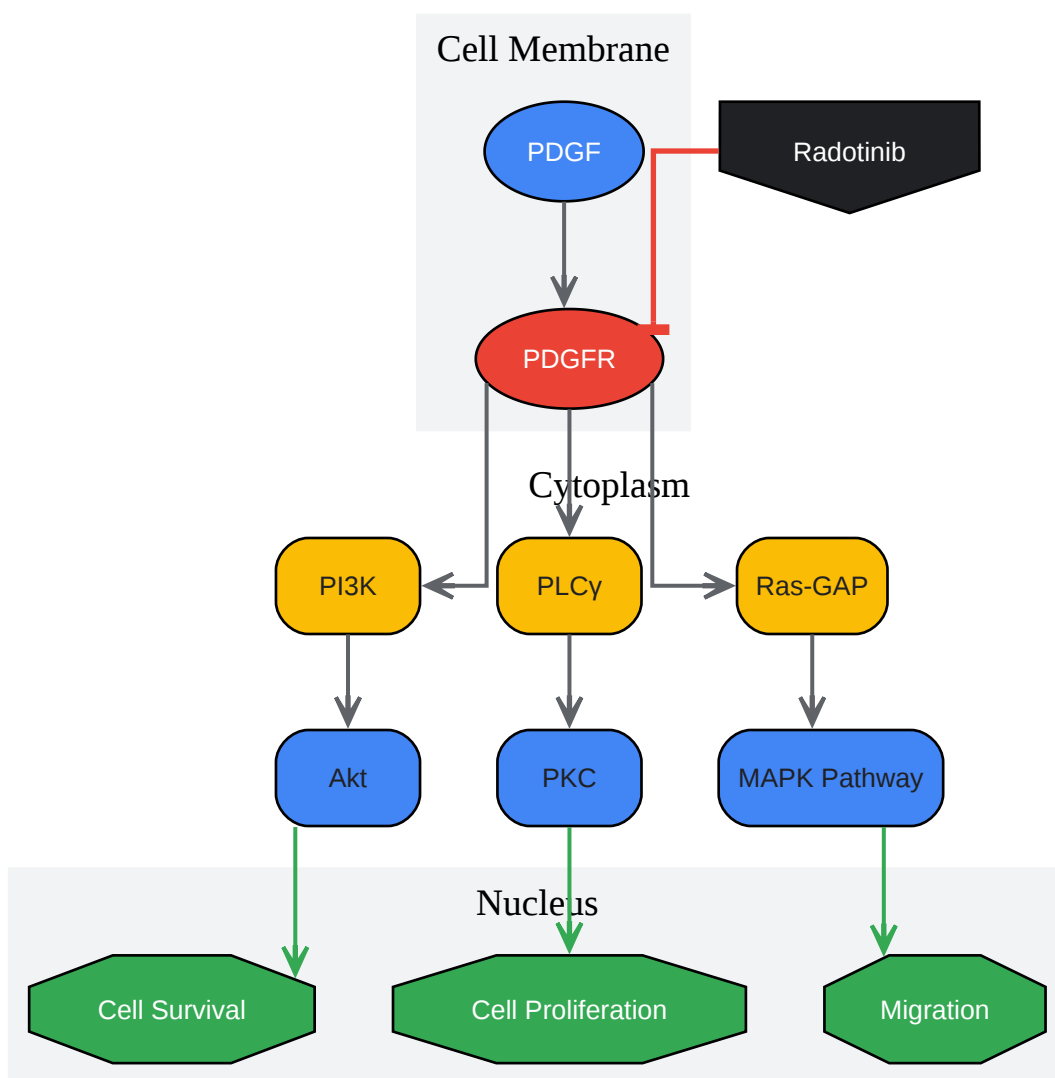 Cell Membrane
PDGF
Radotinib
PDGFR
Cytoplasm
PI3K
PLCγ
Ras-GAP
Akt
PKC
MAPK Pathway
Nucleus
Cell Survival
Cell Proliferation
Migration